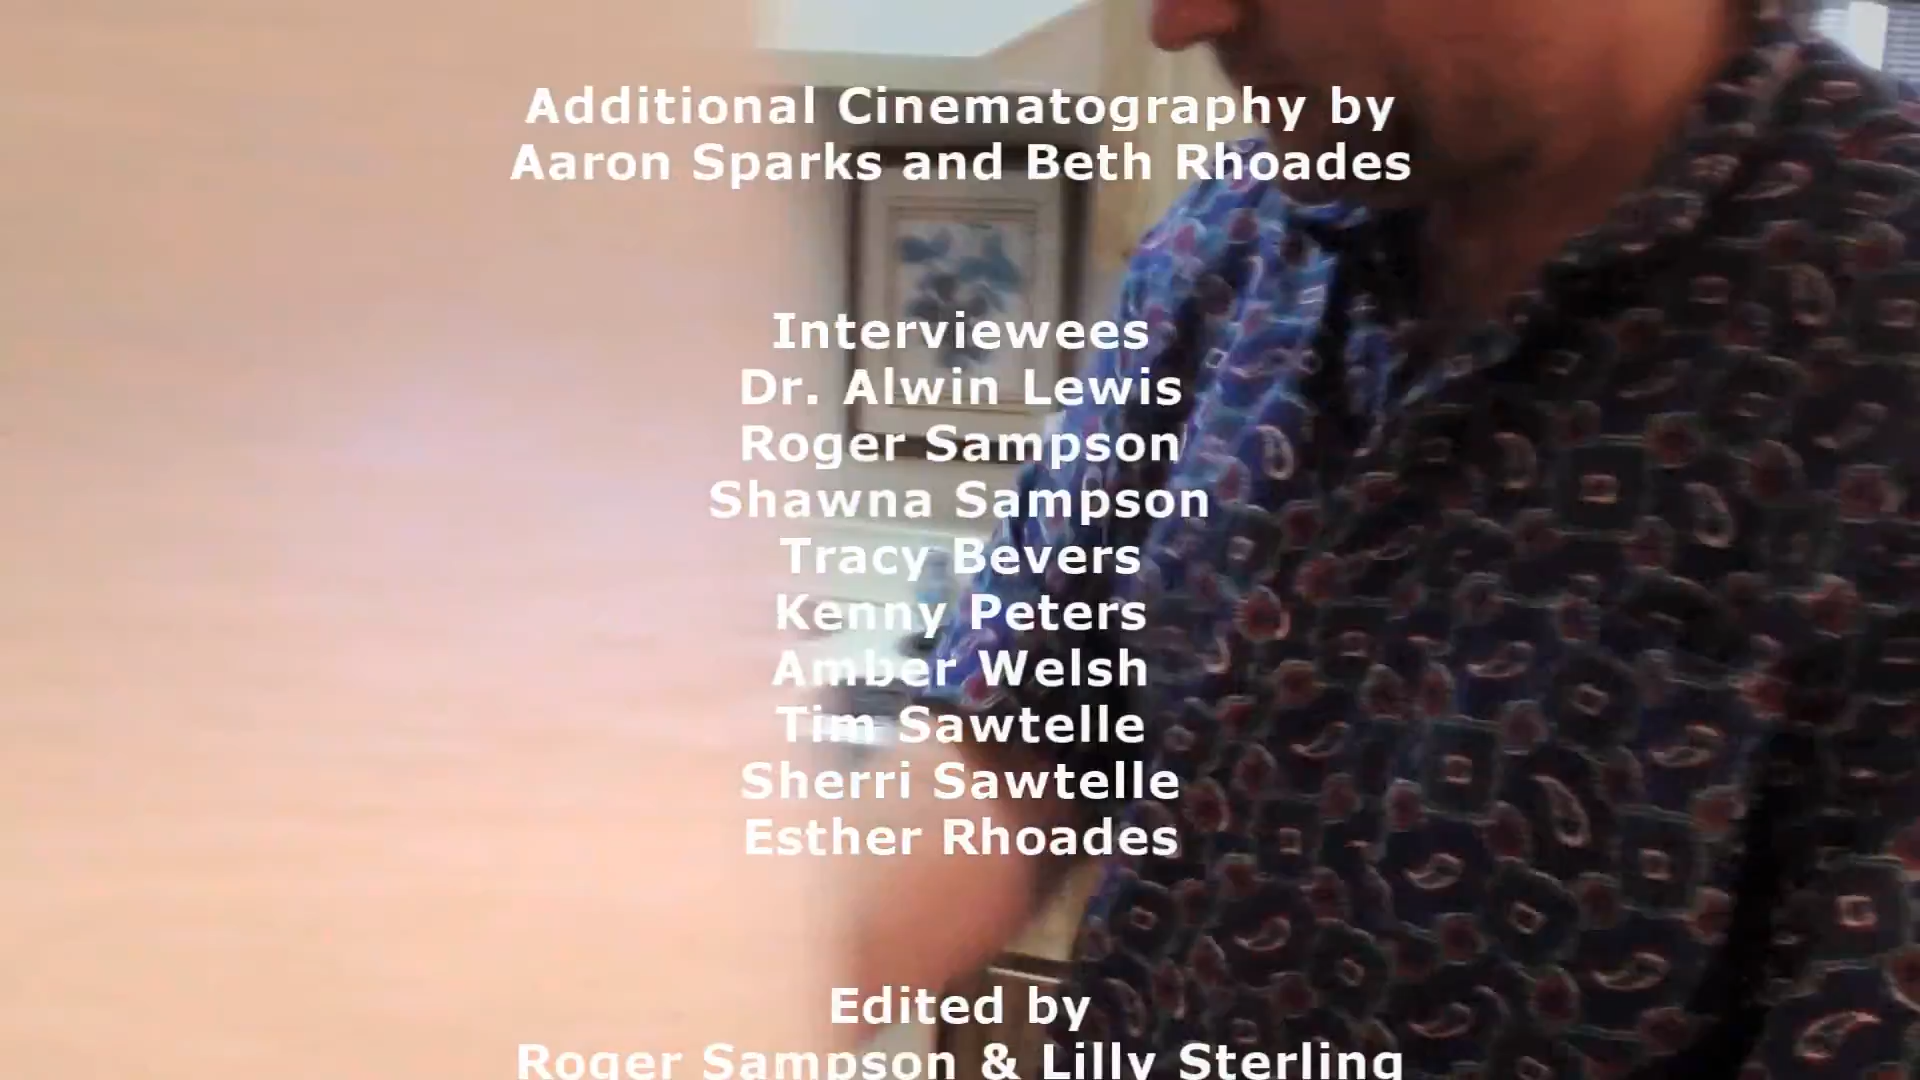 Additional Cinematography by
Aaron Sparks and Beth Rhoades
Interviewees
Dr. Alwin Lewis
Roger Sampson
Shawna Sampson
Tracy Bevers
Kenny Peters
Amber Welsh
Tim Sawtelle
Sherri Sawtelle
Esther Rhoades
Edited by
Roger Sampson & Lilly Sterling